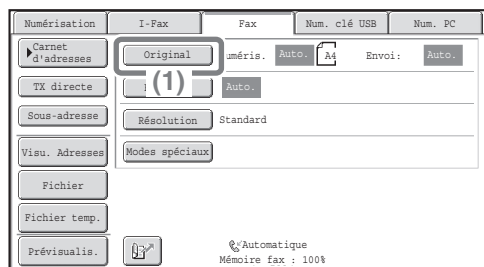 Numérisation
I-Fax
Fax
Num. clé USB
Num. PC
Carnet
d'adresses
Original
uméris.
Auto.
A4
Envoi:
Auto.
TX directe
(1)
Auto.
Sous-adresse
Résolution
Standard
Visu. Adresses
Modes spéciaux
Fichier
Fichier temp.
Prévisualis.
Automatique
Mémoire fax : 100%